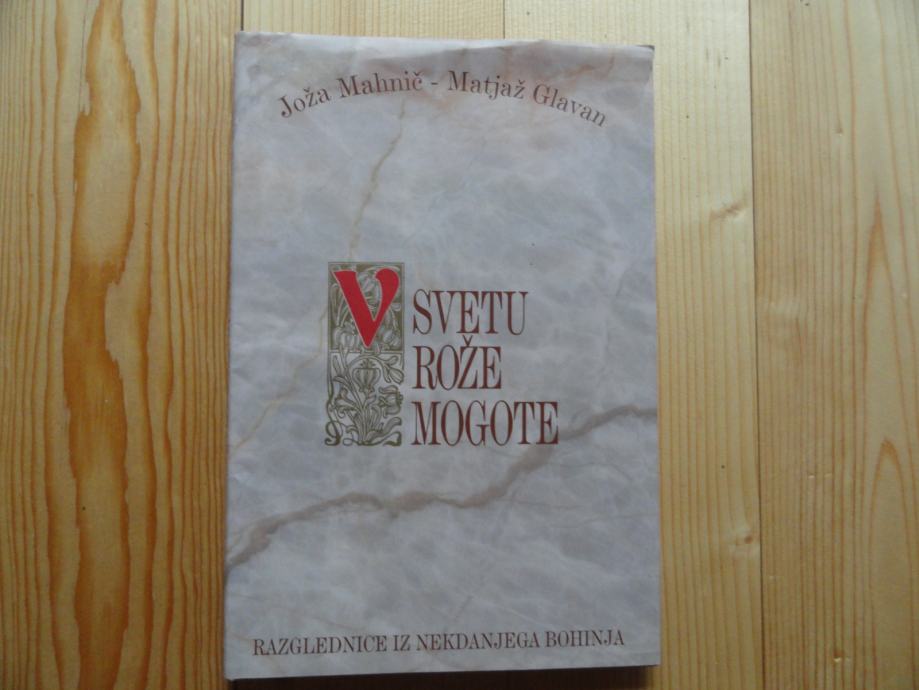 Joža Mahnič - Matjaž Glavan
V SVETU
ROŽE
MOGOTE
RAZGLEDNICE IZ NEKDANJEGA BOHINJA